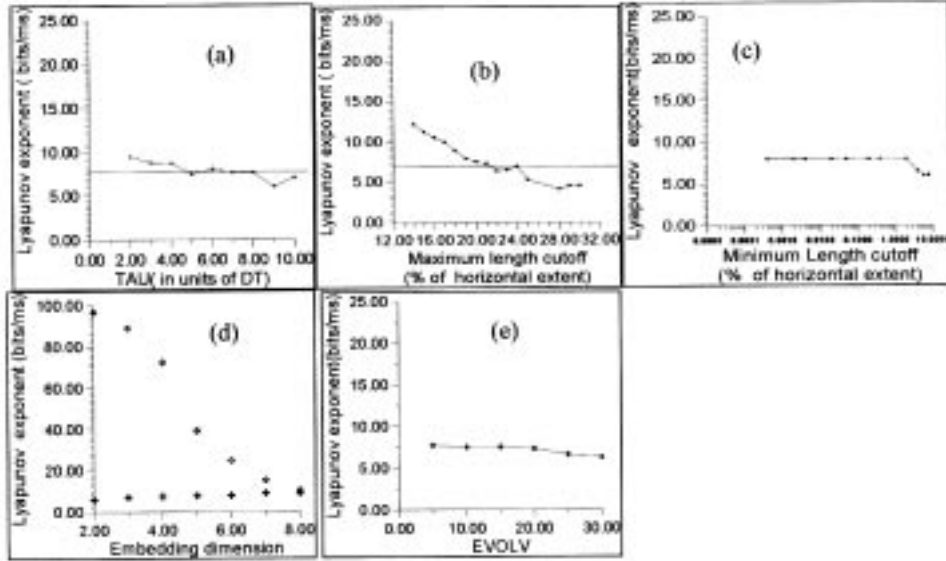 Lyapunov exponent ( bits/ms)
25.00
20.00
15.00
10.00
5.00
0.00
(a)
0.00 2.00 4.00 6.00 8.00 10.00
TAU( in units of DT)
Lyapunov exponent ( bits/ms)
25.00
20.00
15.00
10.00
5.00
0.00
(b)
12.00 16.00 20.00 24.00 28.00 32.00
Maximum length cutoff
(% of horizontal extent)
Lyapunov exponent(bits/ms)
25.00
20.00
15.00
10.00
5.00
0.00
(c)
Minimum Length cutoff
(% of horizontal extent)
Lyapunov exponent (bits/ms)
100.00
80.00
60.00
40.00
20.00
0.00
(d)
2.00 4.00 6.00 8.00
Embedding dimension
Lyapunov exponent(bits/ms)
25.00
20.00
15.00
10.00
5.00
0.00
(e)
0.00 10.00 20.00 30.00
EVOLV